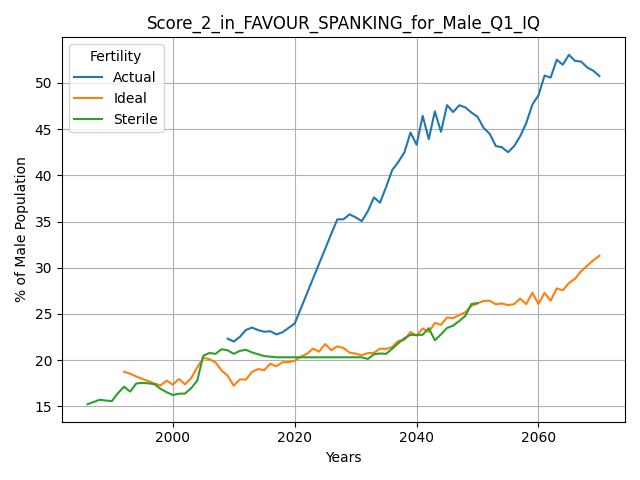 Score_2_in_FAVOUR_SPANKING_for_Male_Q1_IQ
Fertility
Actual
Ideal
Sterile
% of Male Population
50
45
40
35
30
25
20
15
2000
2020
2040
2060
Years